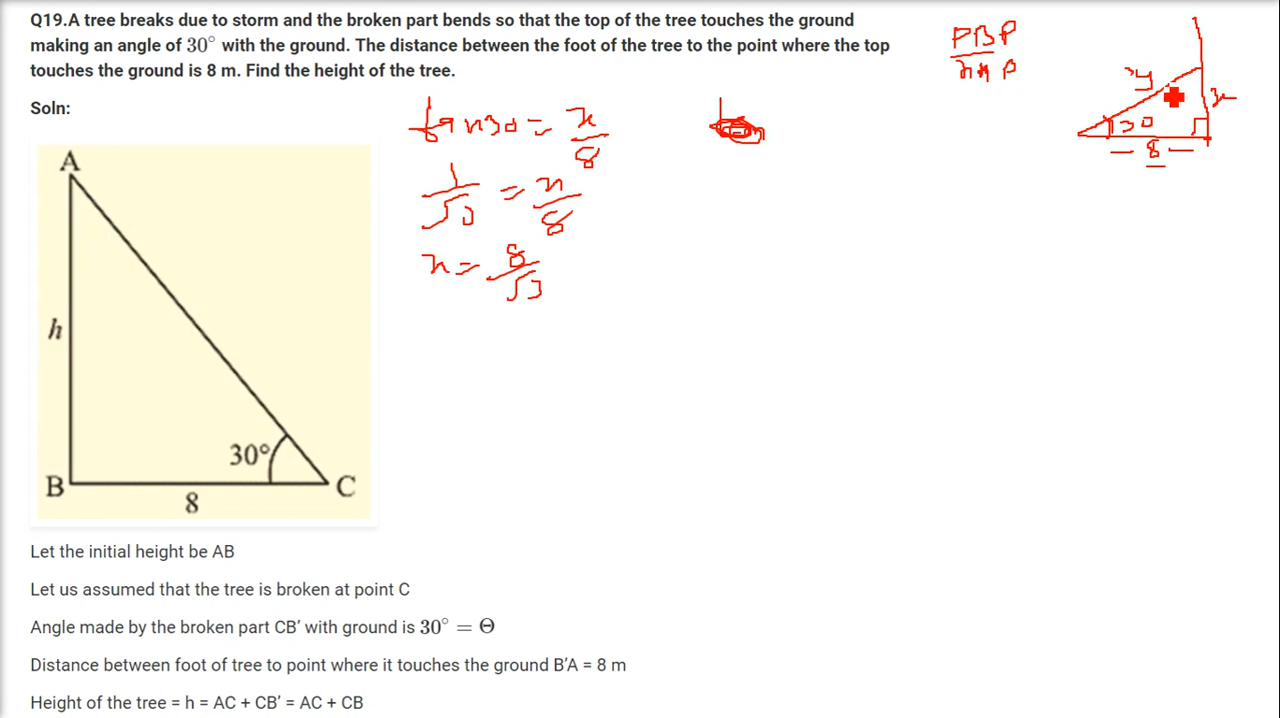 Q19.A tree breaks due to storm and the broken part bends so that the top of the tree touches the ground
making an angle of 30° with the ground. The distance between the foot of the tree to the point where the top
touches the ground is 8 m. Find the height of the tree.
Soln:
PBP
hHB
y
x
30
8
tan30 = x/8
1/√3 = x/8
x = 8/√3
A
h
30°
B
C
8
Let the initial height be AB
Let us assumed that the tree is broken at point C
Angle made by the broken part CB′ with ground is 30° = Θ
Distance between foot of tree to point where it touches the ground B′A = 8 m
Height of the tree = h = AC + CB′ = AC + CB